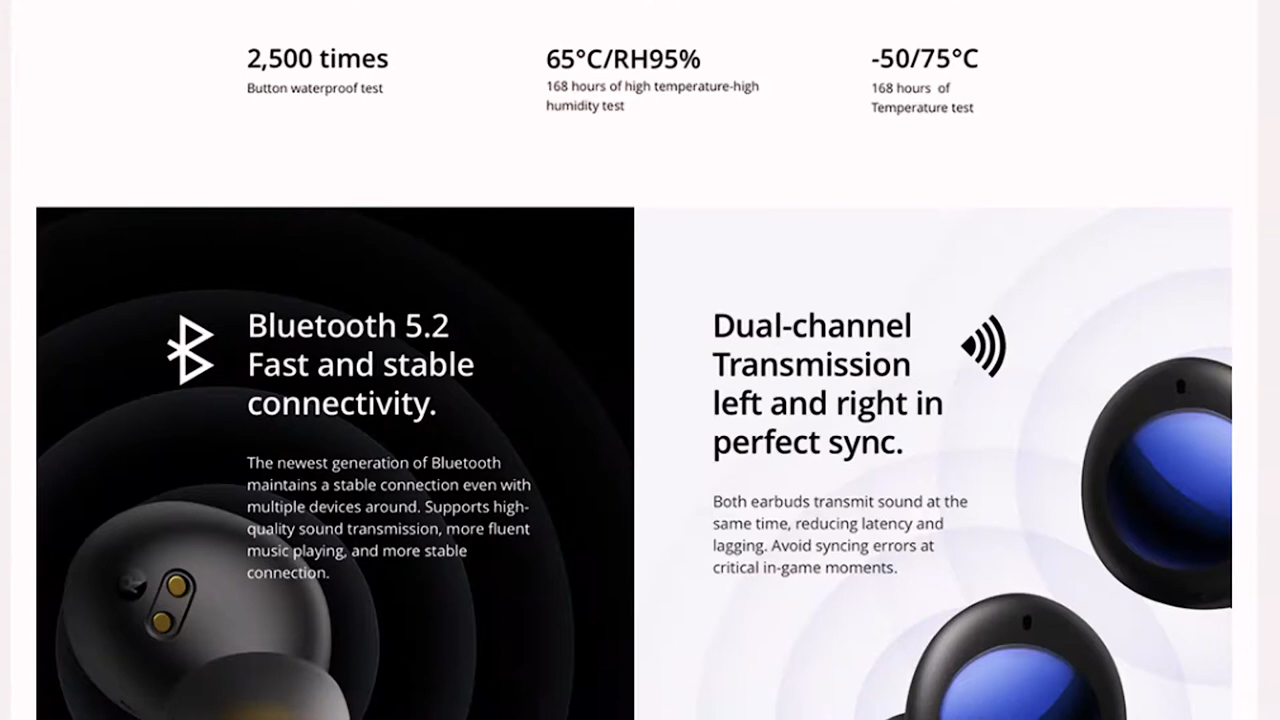 2,500 times
Button waterproof test
65°C/RH95%
168 hours of high temperature-high
humidity test
-50/75°C
168 hours of
Temperature test
Bluetooth 5.2
Fast and stable
connectivity.
The newest generation of Bluetooth
maintains a stable connection even with
multiple devices around. Supports high-
quality sound transmission, more fluent
music playing, and more stable
connection.
Dual-channel
Transmission
left and right in
perfect sync.
Both earbuds transmit sound at the
same time, reducing latency and
lagging. Avoid syncing errors at
critical in-game moments.